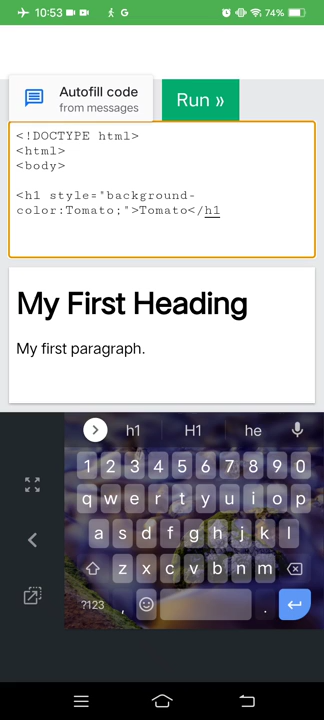 10:53 G 74%
Autofill code
from messages
Run »
<!DOCTYPE html>
<html>
<body>
<h1 style="background-
color:Tomato;">Tomato</h1
My First Heading
My first paragraph.
h1 H1 he
1 2 3 4 5 6 7 8 9 0
q w e r t y u i o p
a s d f g h j k l
z x c v b n m
?123 , .